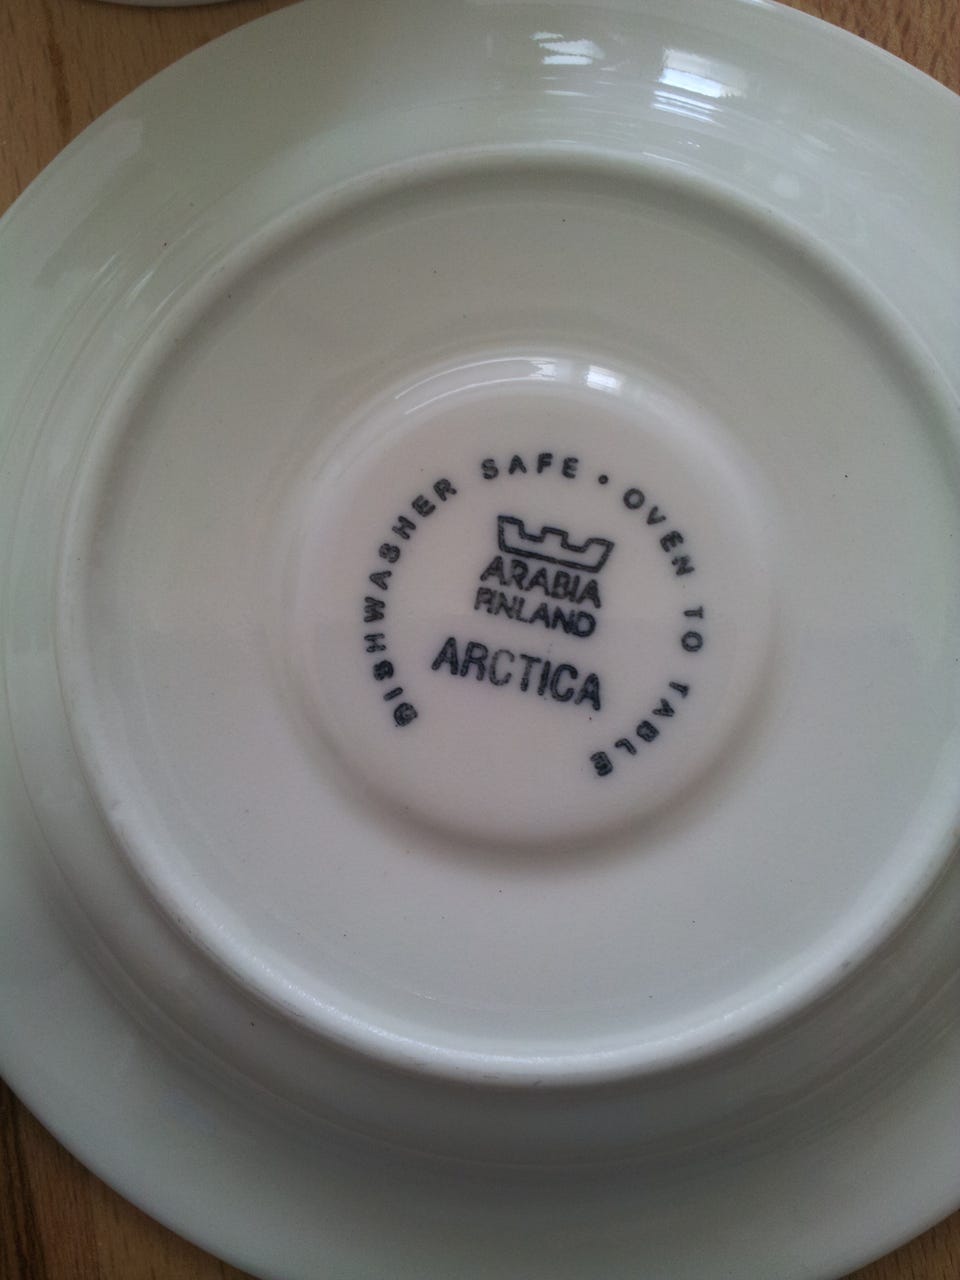 DISHWASHER SAFE · OVEN TO TABLE
ARABIA
FINLAND
ARCTICA